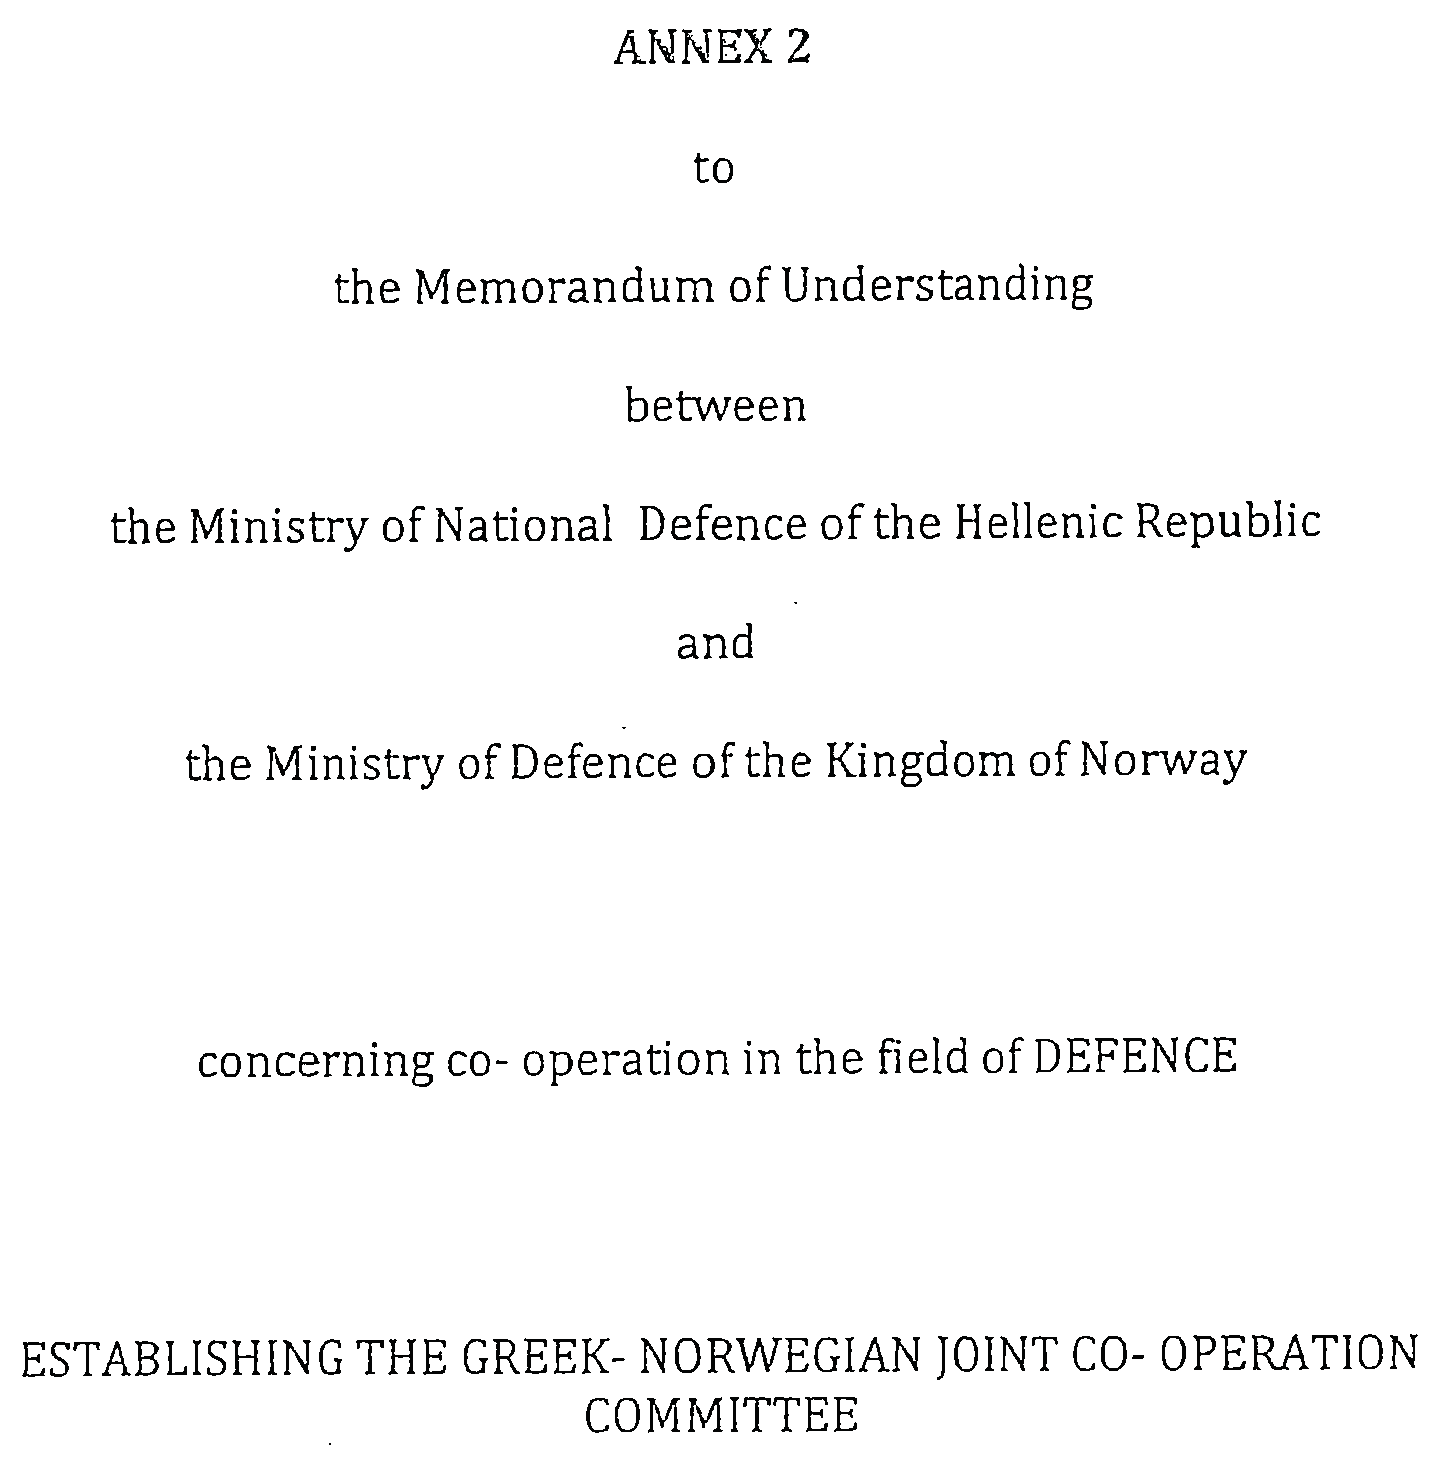 ANNEX 2
to
the Memorandum of Understanding
between
the Ministry of National Defence of the Hellenic Republic
and
the Ministry of Defence of the Kingdom of Norway
concerning co- operation in the field of DEFENCE
ESTABLISHING THE GREEK- NORWEGIAN JOINT CO- OPERATION
COMMITTEE